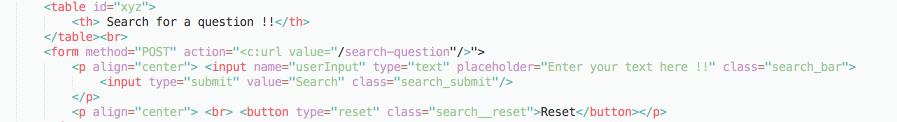 <table id="xyz">
<th> Search for a question !!</th>
</table><br>
<form method="POST" action="<c:url value="/search-question"/>">
<p align="center"> <input name="userInput" type="text" placeholder="Enter your text here !!" class="search_bar">
<input type="submit" value="Search" class="search_submit"/>
</p>
<p align="center"> <br> <button type="reset" class="search__reset">Reset</button></p>